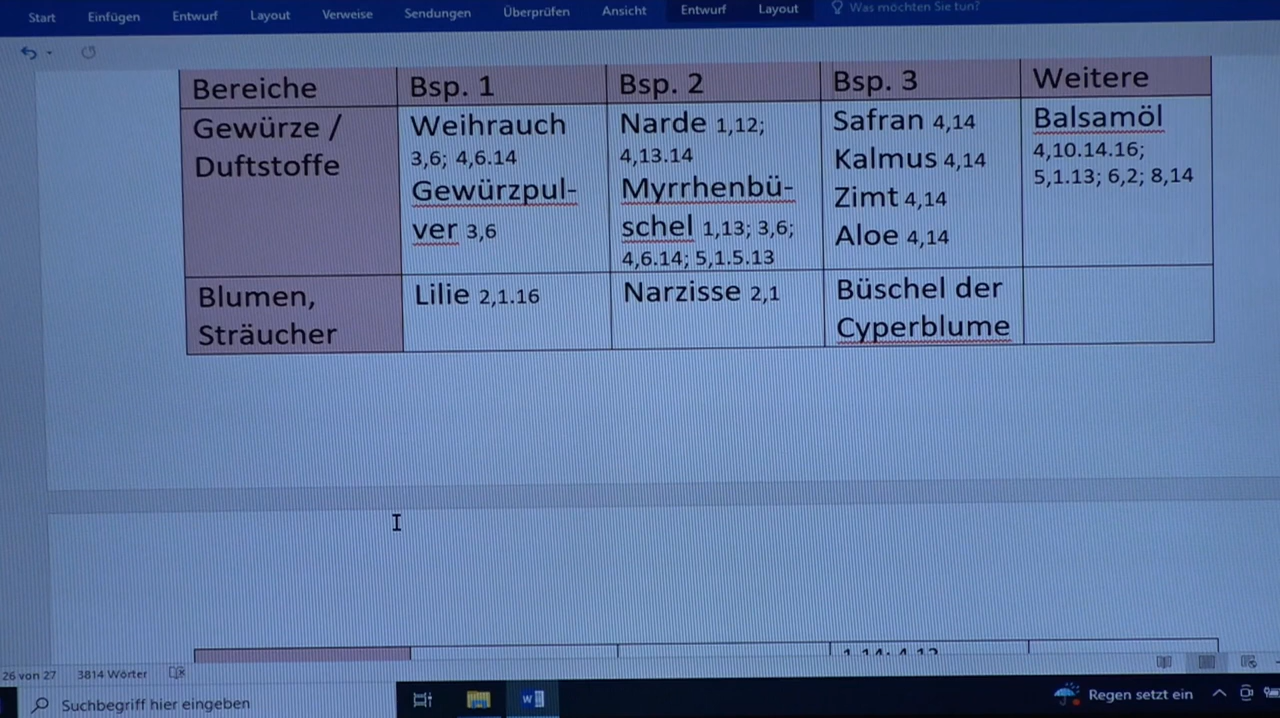 Start Einfügen Entwurf Layout Verweise Sendungen Überprüfen Ansicht Entwurf Layout Was möchten Sie tun?
Bereiche Bsp. 1 Bsp. 2 Bsp. 3 Weitere
Gewürze /
Duftstoffe
Weihrauch
3,6; 4,6.14
Gewürzpul-
ver 3,6
Narde 1,12;
4,13.14
Myrrhenbü-
schel 1,13; 3,6;
4,6.14; 5,1.5.13
Safran 4,14
Kalmus 4,14
Zimt 4,14
Aloe 4,14
Balsamöl
4,10.14.16;
5,1.13; 6,2; 8,14
Blumen,
Sträucher
Lilie 2,1.16
Narzisse 2,1
Büschel der
Cyperblume
1,14; 4,13
26 von 27 3814 Wörter
Suchbegriff hier eingeben
W
Regen setzt ein